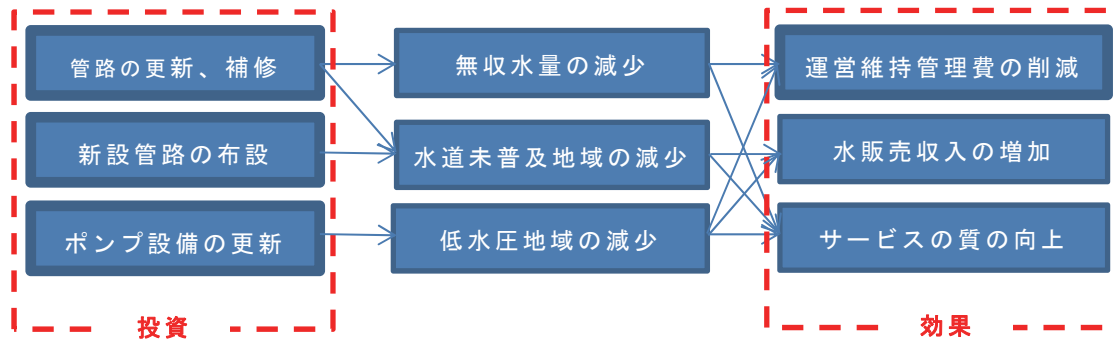 管路の更新、補修
無収水量の減少
運営維持管理費の削減
新設管路の布設
水道未普及地域の減少
水販売収入の増加
ポンプ設備の更新
低水圧地域の減少
サービスの質の向上
投資
効果